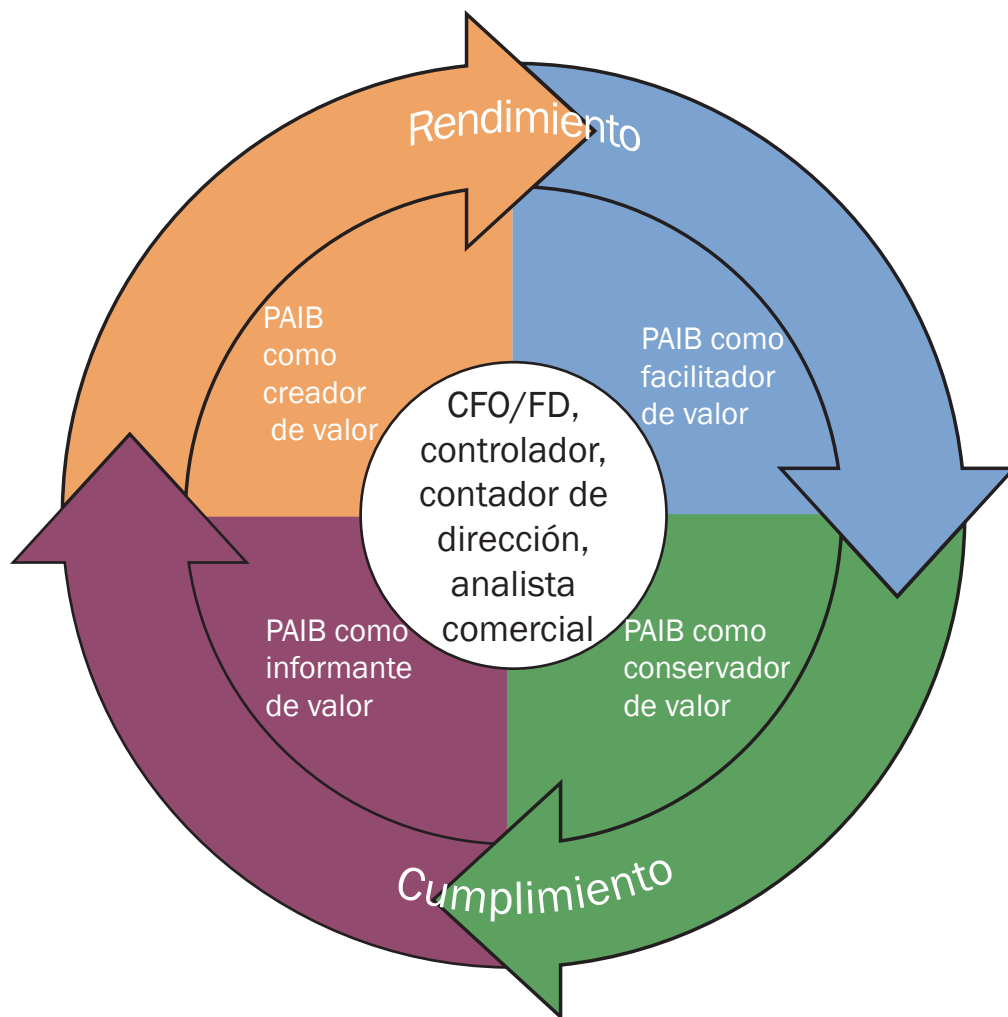 Rendimiento
PAIB
como
creador
de valor
PAIB como
facilitador
de valor
CFO/FD,
controlador,
contador de
dirección,
analista
comercial
PAIB como
informante
de valor
PAIB como
conservador
de valor
Cumplimiento